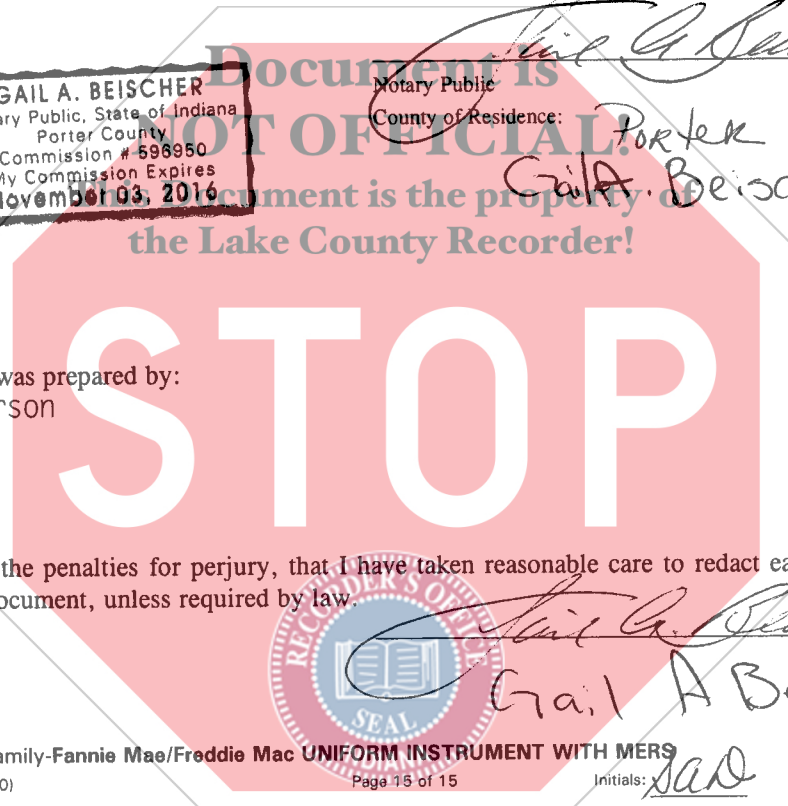 Document is
NOT OFFICIAL!
This Document is the property of
the Lake County Recorder!
STOP
GAIL A. BEISCHER
ary Public, State of Indiana
Porter County
Commission # 596950
My Commission Expires
November 03, 2016
Notary Public
County of Residence: Porter
Gail A. Beisc
was prepared by:
rson
the penalties for perjury, that I have taken reasonable care to redact ea
ocument, unless required by law.
RECORDER'S OFFICE
SEAL
INDIANA
Gail A Be
amily-Fannie Mae/Freddie Mac UNIFORM INSTRUMENT WITH MERS
0)
Page 15 of 15
Initials: